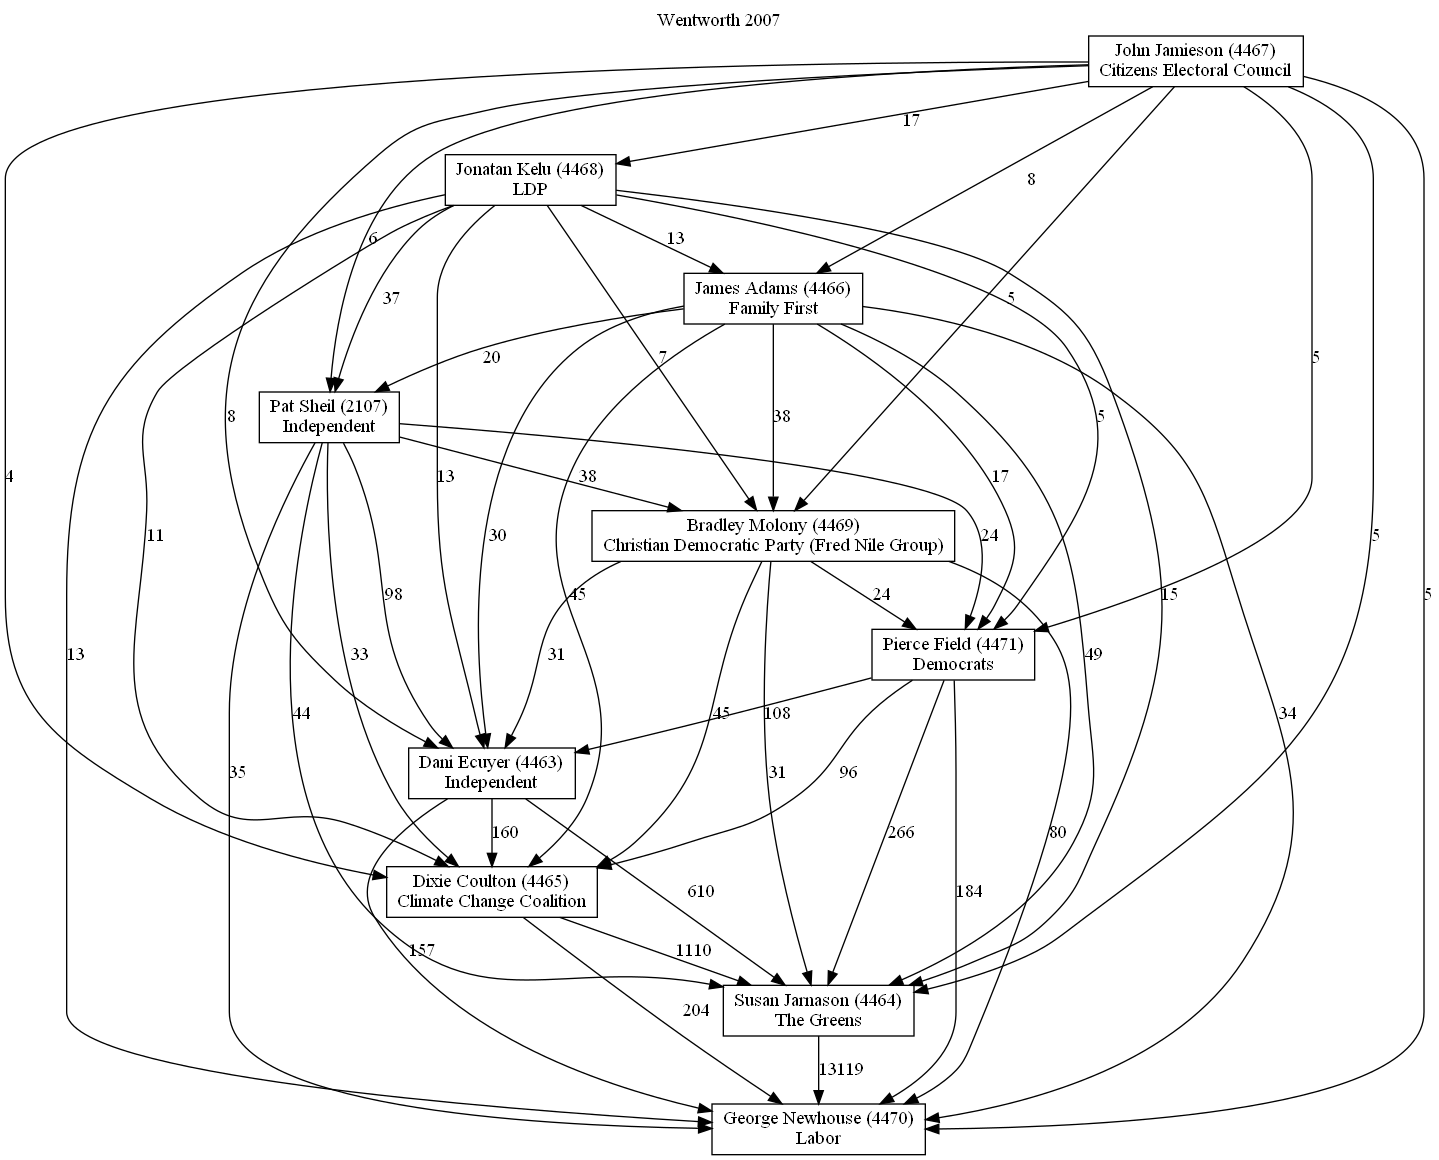 Wentworth 2007
John Jamieson (4467)
Citizens Electoral Council
17
Jonatan Kelu (4468)
LDP
8
6
13
James Adams (4466)
Family First
37
5
20
7
5
Pat Sheil (2107)
Independent
8
38
5
4
13
38
17
Bradley Molony (4469)
Christian Democratic Party (Fred Nile Group)
11
30
24
5
98
45
24
15
5
13
33
31
Pierce Field (4471)
Democrats
49
44
45
108
34
Dani Ecuyer (4463)
Independent
35
31
96
160
266
80
Dixie Coulton (4465)
Climate Change Coalition
610
184
157
1110
Susan Jarnason (4464)
The Greens
204
13119
George Newhouse (4470)
Labor